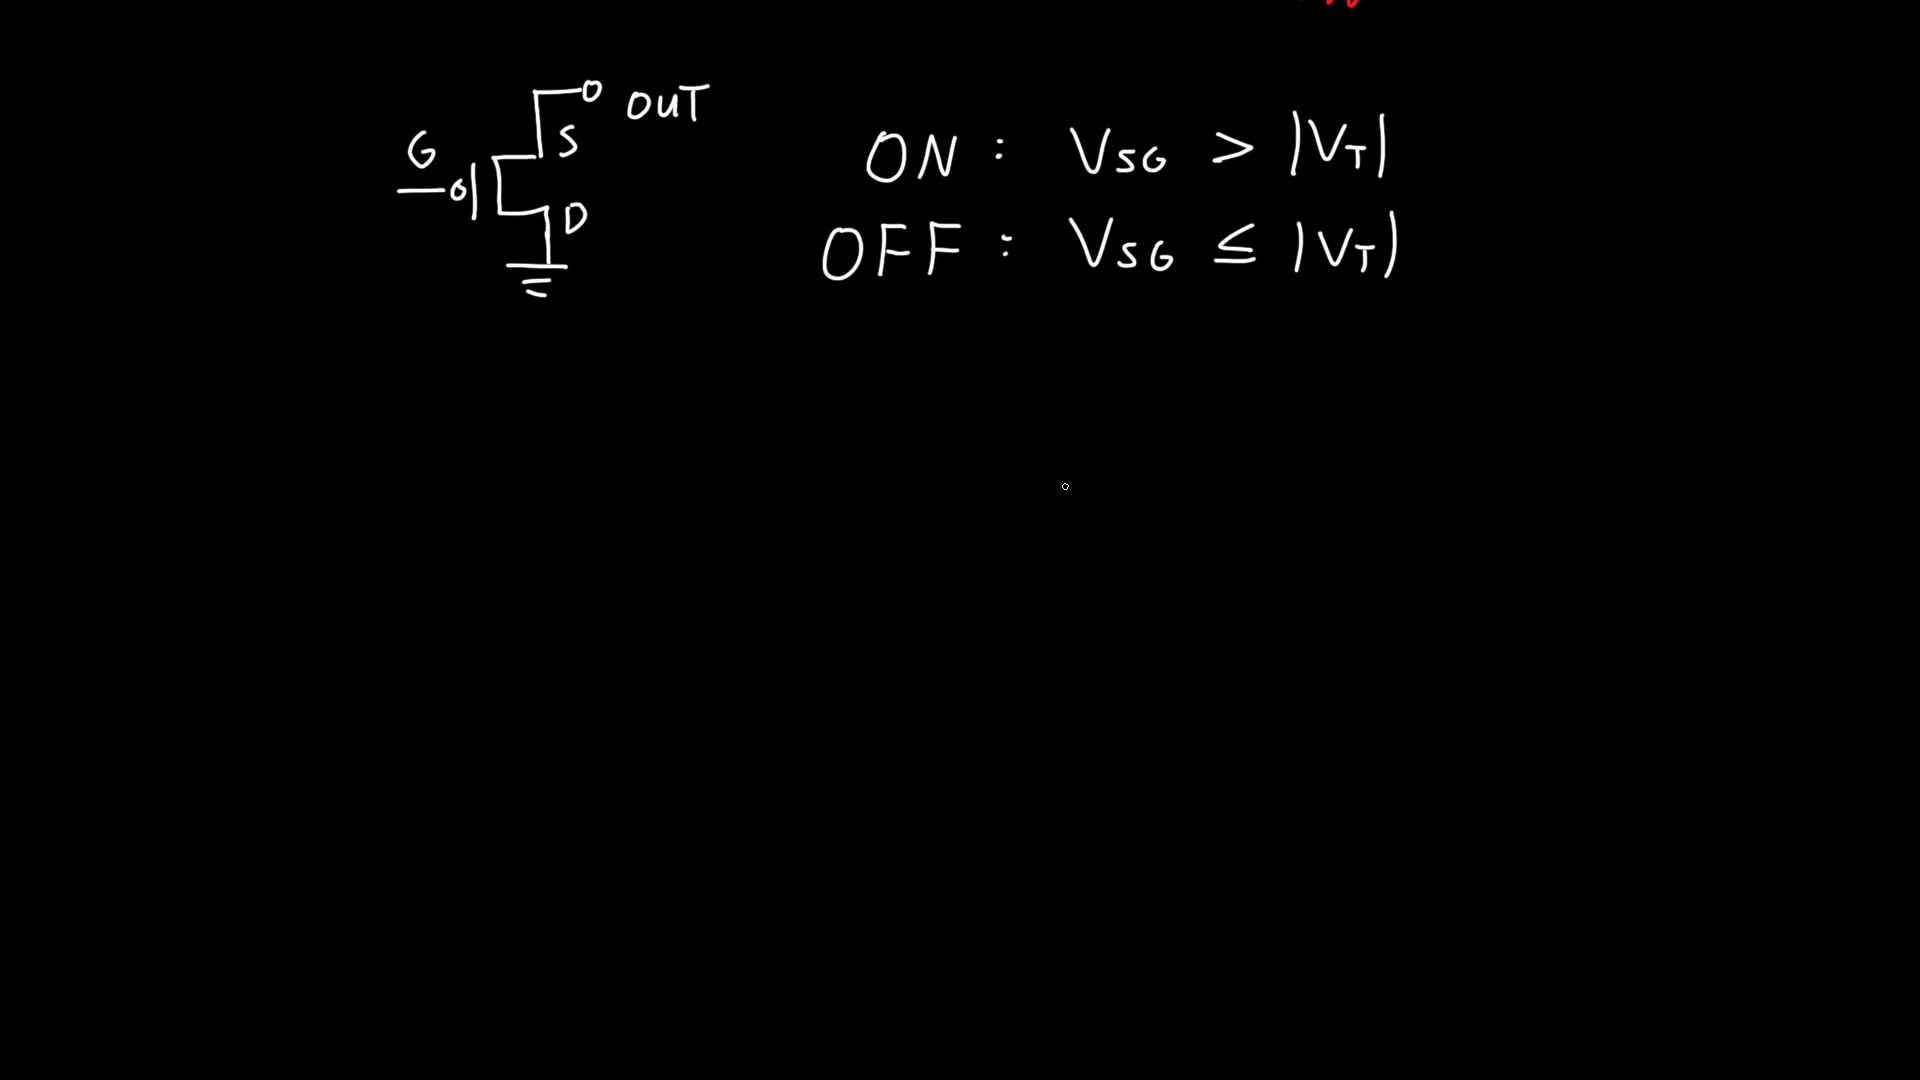 OUT
S
G
D
ON : VSG > |VT|
OFF : VSG ≤ |VT|